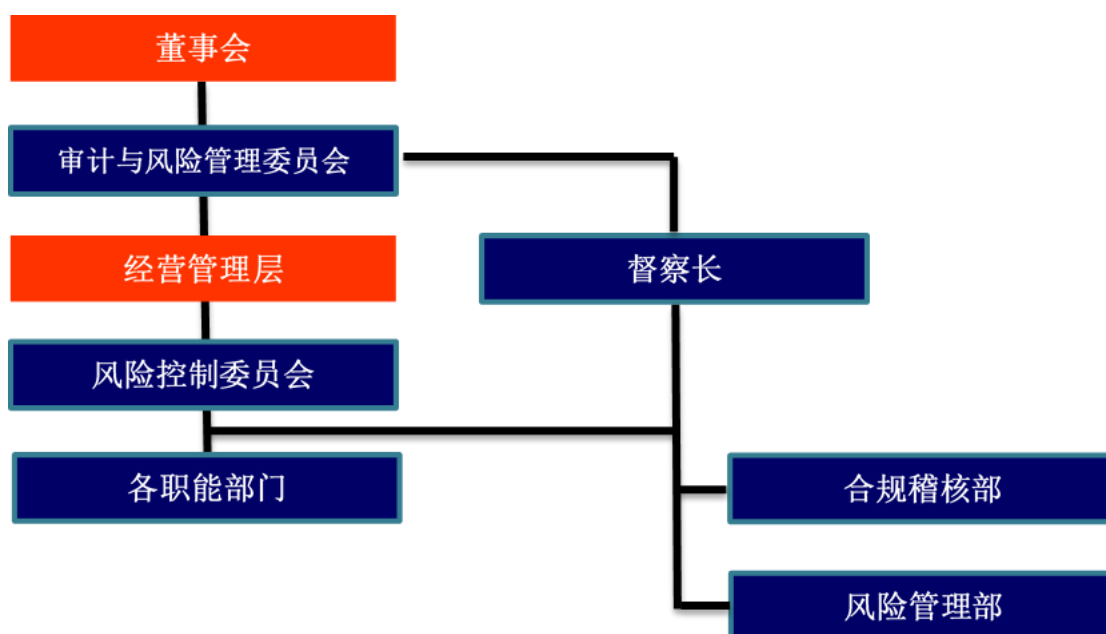 董事会
审计与风险管理委员会
经营管理层
督察长
风险控制委员会
各职能部门
合规稽核部
风险管理部